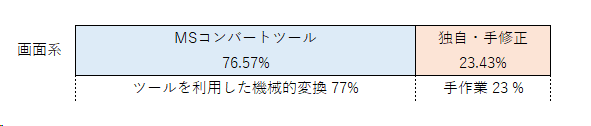 画面系
MSコンバートツール
76.57%
独自・手修正
23.43%
ツールを利用した機械的変換 77%
手作業 23 %